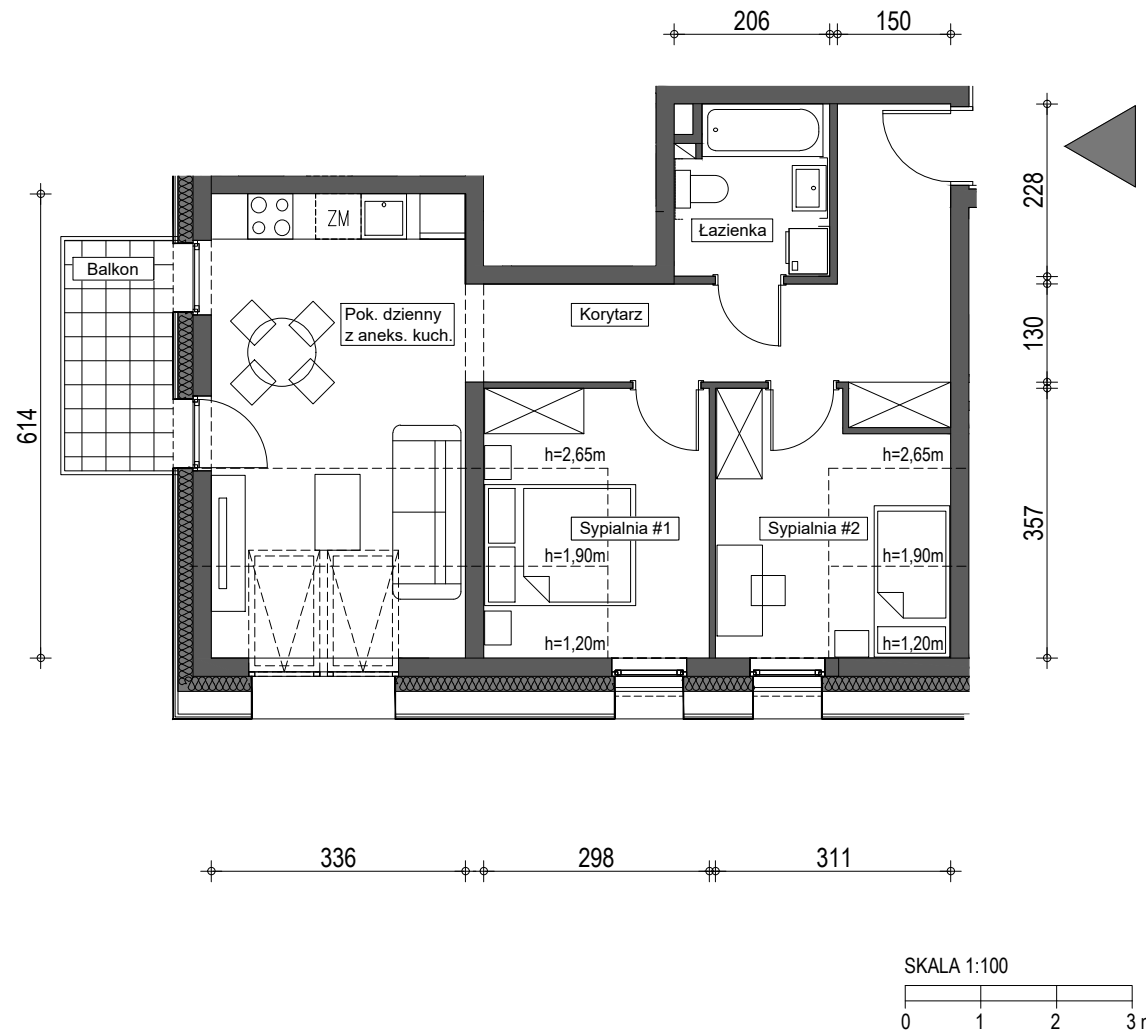 206
150
228
ZM
Łazienka
Balkon
Pok. dzienny
z aneks. kuch.
Korytarz
130
614
h=2,65m
h=2,65m
Sypialnia #1
Sypialnia #2
357
h=1,90m
h=1,90m
h=1,20m
h=1,20m
336
298
311
SKALA 1:100
0
1
2
3